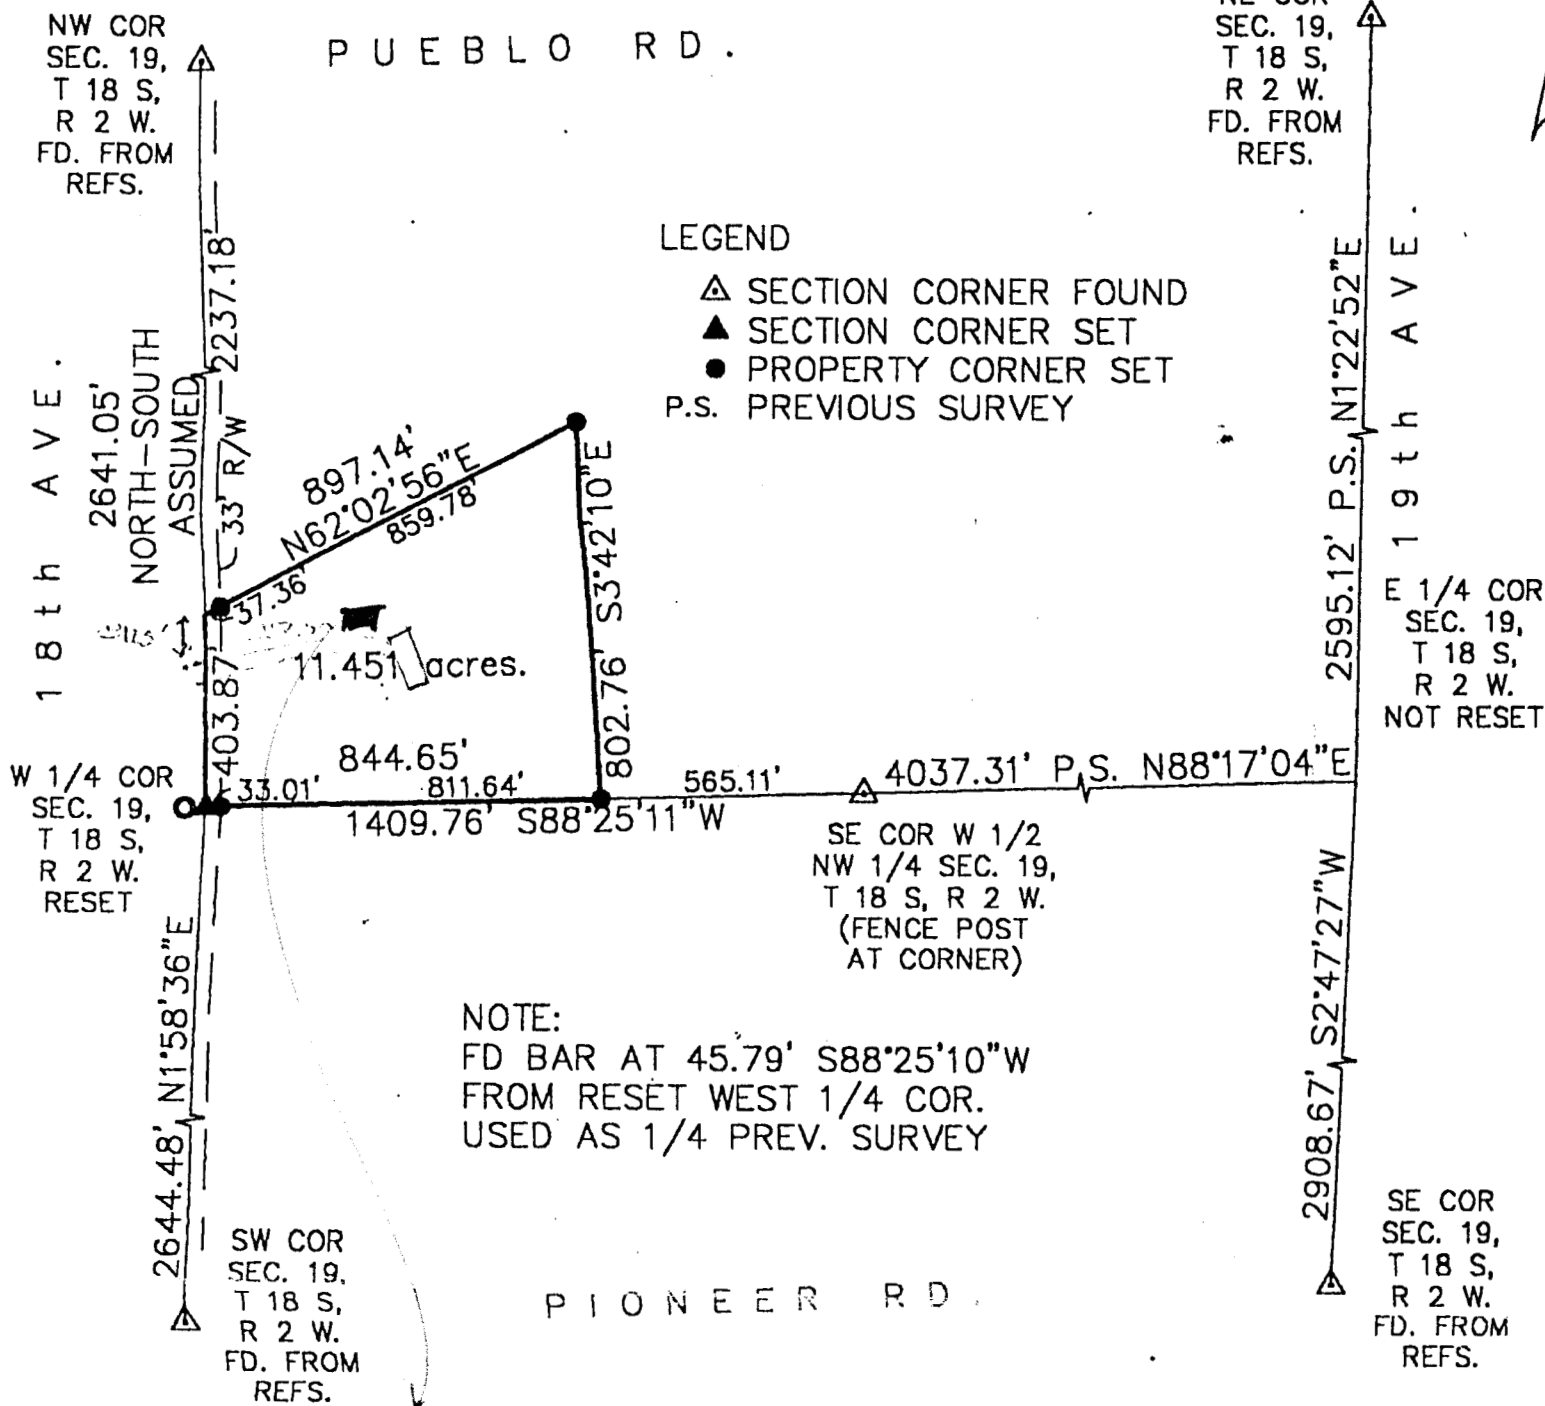 NW COR
SEC. 19,
T 18 S,
R 2 W.
FD. FROM
REFS.
PUEBLO RD.
NE COR
SEC. 19,
T 18 S,
R 2 W.
FD. FROM
REFS.
LEGEND
SECTION CORNER FOUND
SECTION CORNER SET
PROPERTY CORNER SET
P.S. PREVIOUS SURVEY
18th AVE.
2641.05'
NORTH-SOUTH
ASSUMED
2237.18'
33' R/W
897.14'
N62°02'56"E
859.78'
37.36'
S3°42'10"E
802.76'
403.87
11.451 acres.
2595.12' P.S. N1°22'52"E
19th AVE.
E 1/4 COR
SEC. 19,
T 18 S,
R 2 W.
NOT RESET
W 1/4 COR
SEC. 19,
T 18 S,
R 2 W.
RESET
844.65'
33.01'
811.64'
1409.76' S88°25'11"W
565.11'
4037.31' P.S. N88°17'04"E
SE COR W 1/2
NW 1/4 SEC. 19,
T 18 S, R 2 W.
(FENCE POST
AT CORNER)
2644.48' N1°58'36"E
NOTE:
FD BAR AT 45.79' S88°25'10"W
FROM RESET WEST 1/4 COR.
USED AS 1/4 PREV. SURVEY
2908.67' S2°47'27"W
SW COR
SEC. 19,
T 18 S,
R 2 W.
FD. FROM
REFS.
PIONEER RD.
SE COR
SEC. 19,
T 18 S,
R 2 W.
FD. FROM
REFS.